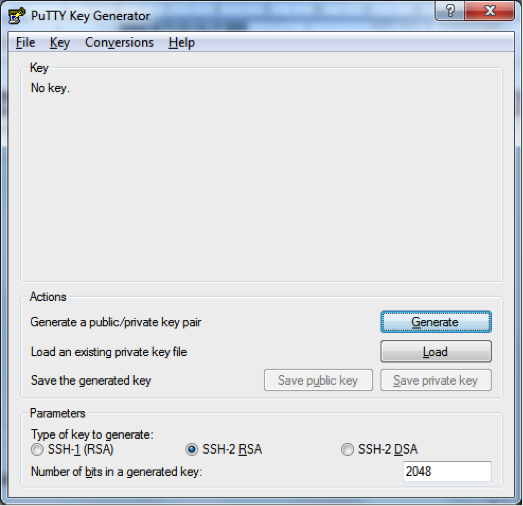 PuTTY Key Generator
File Key Conversions Help
Key
No key.
Actions
Generate a public/private key pair Generate
Load an existing private key file Load
Save the generated key Save public key Save private key
Parameters
Type of key to generate:
SSH-1 (RSA) SSH-2 RSA SSH-2 DSA
Number of bits in a generated key: 2048